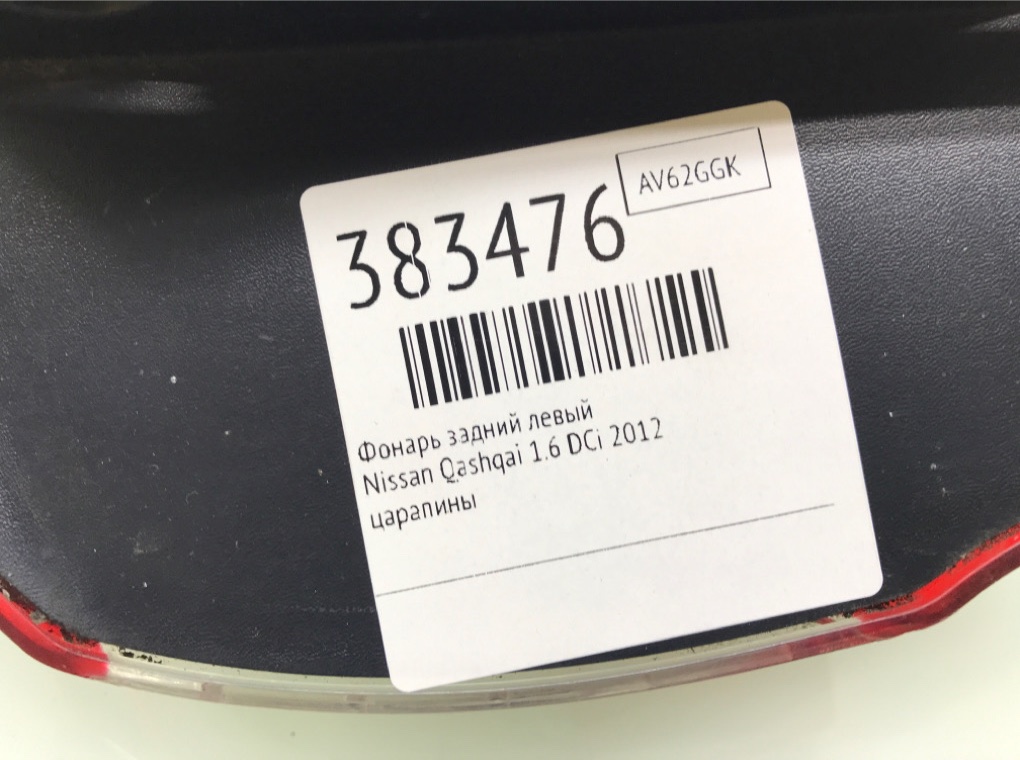 AV62GGK
383476
Фонарь задний левый
Nissan Qashqai 1.6 DCi 2012
царапины